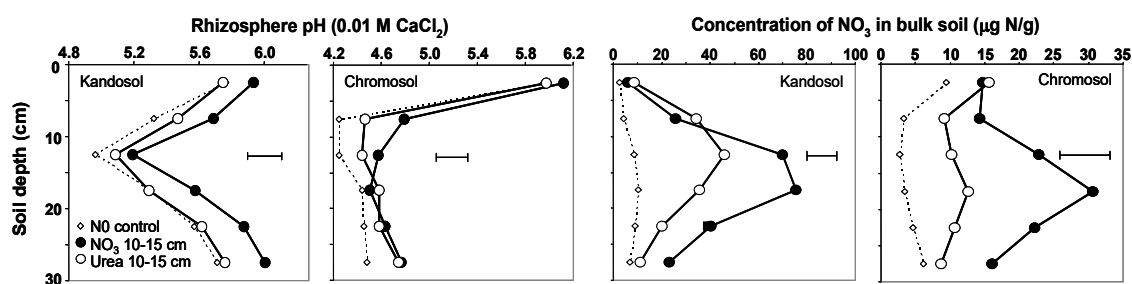 Rhizosphere pH (0.01 M CaCl₂)
Concentration of NO₃ in bulk soil (μg N/g)
4.8 5.2 5.6 6.0
4.2 4.6 5.0 5.4 5.8 6.2
0 20 40 60 80 100
0 5 10 15 20 25 30 35
Soil depth (cm)
0
10
20
30
Kandosol
Chromosol
Kandosol
Chromosol
N0 control
NO₃ 10-15 cm
Urea 10-15 cm